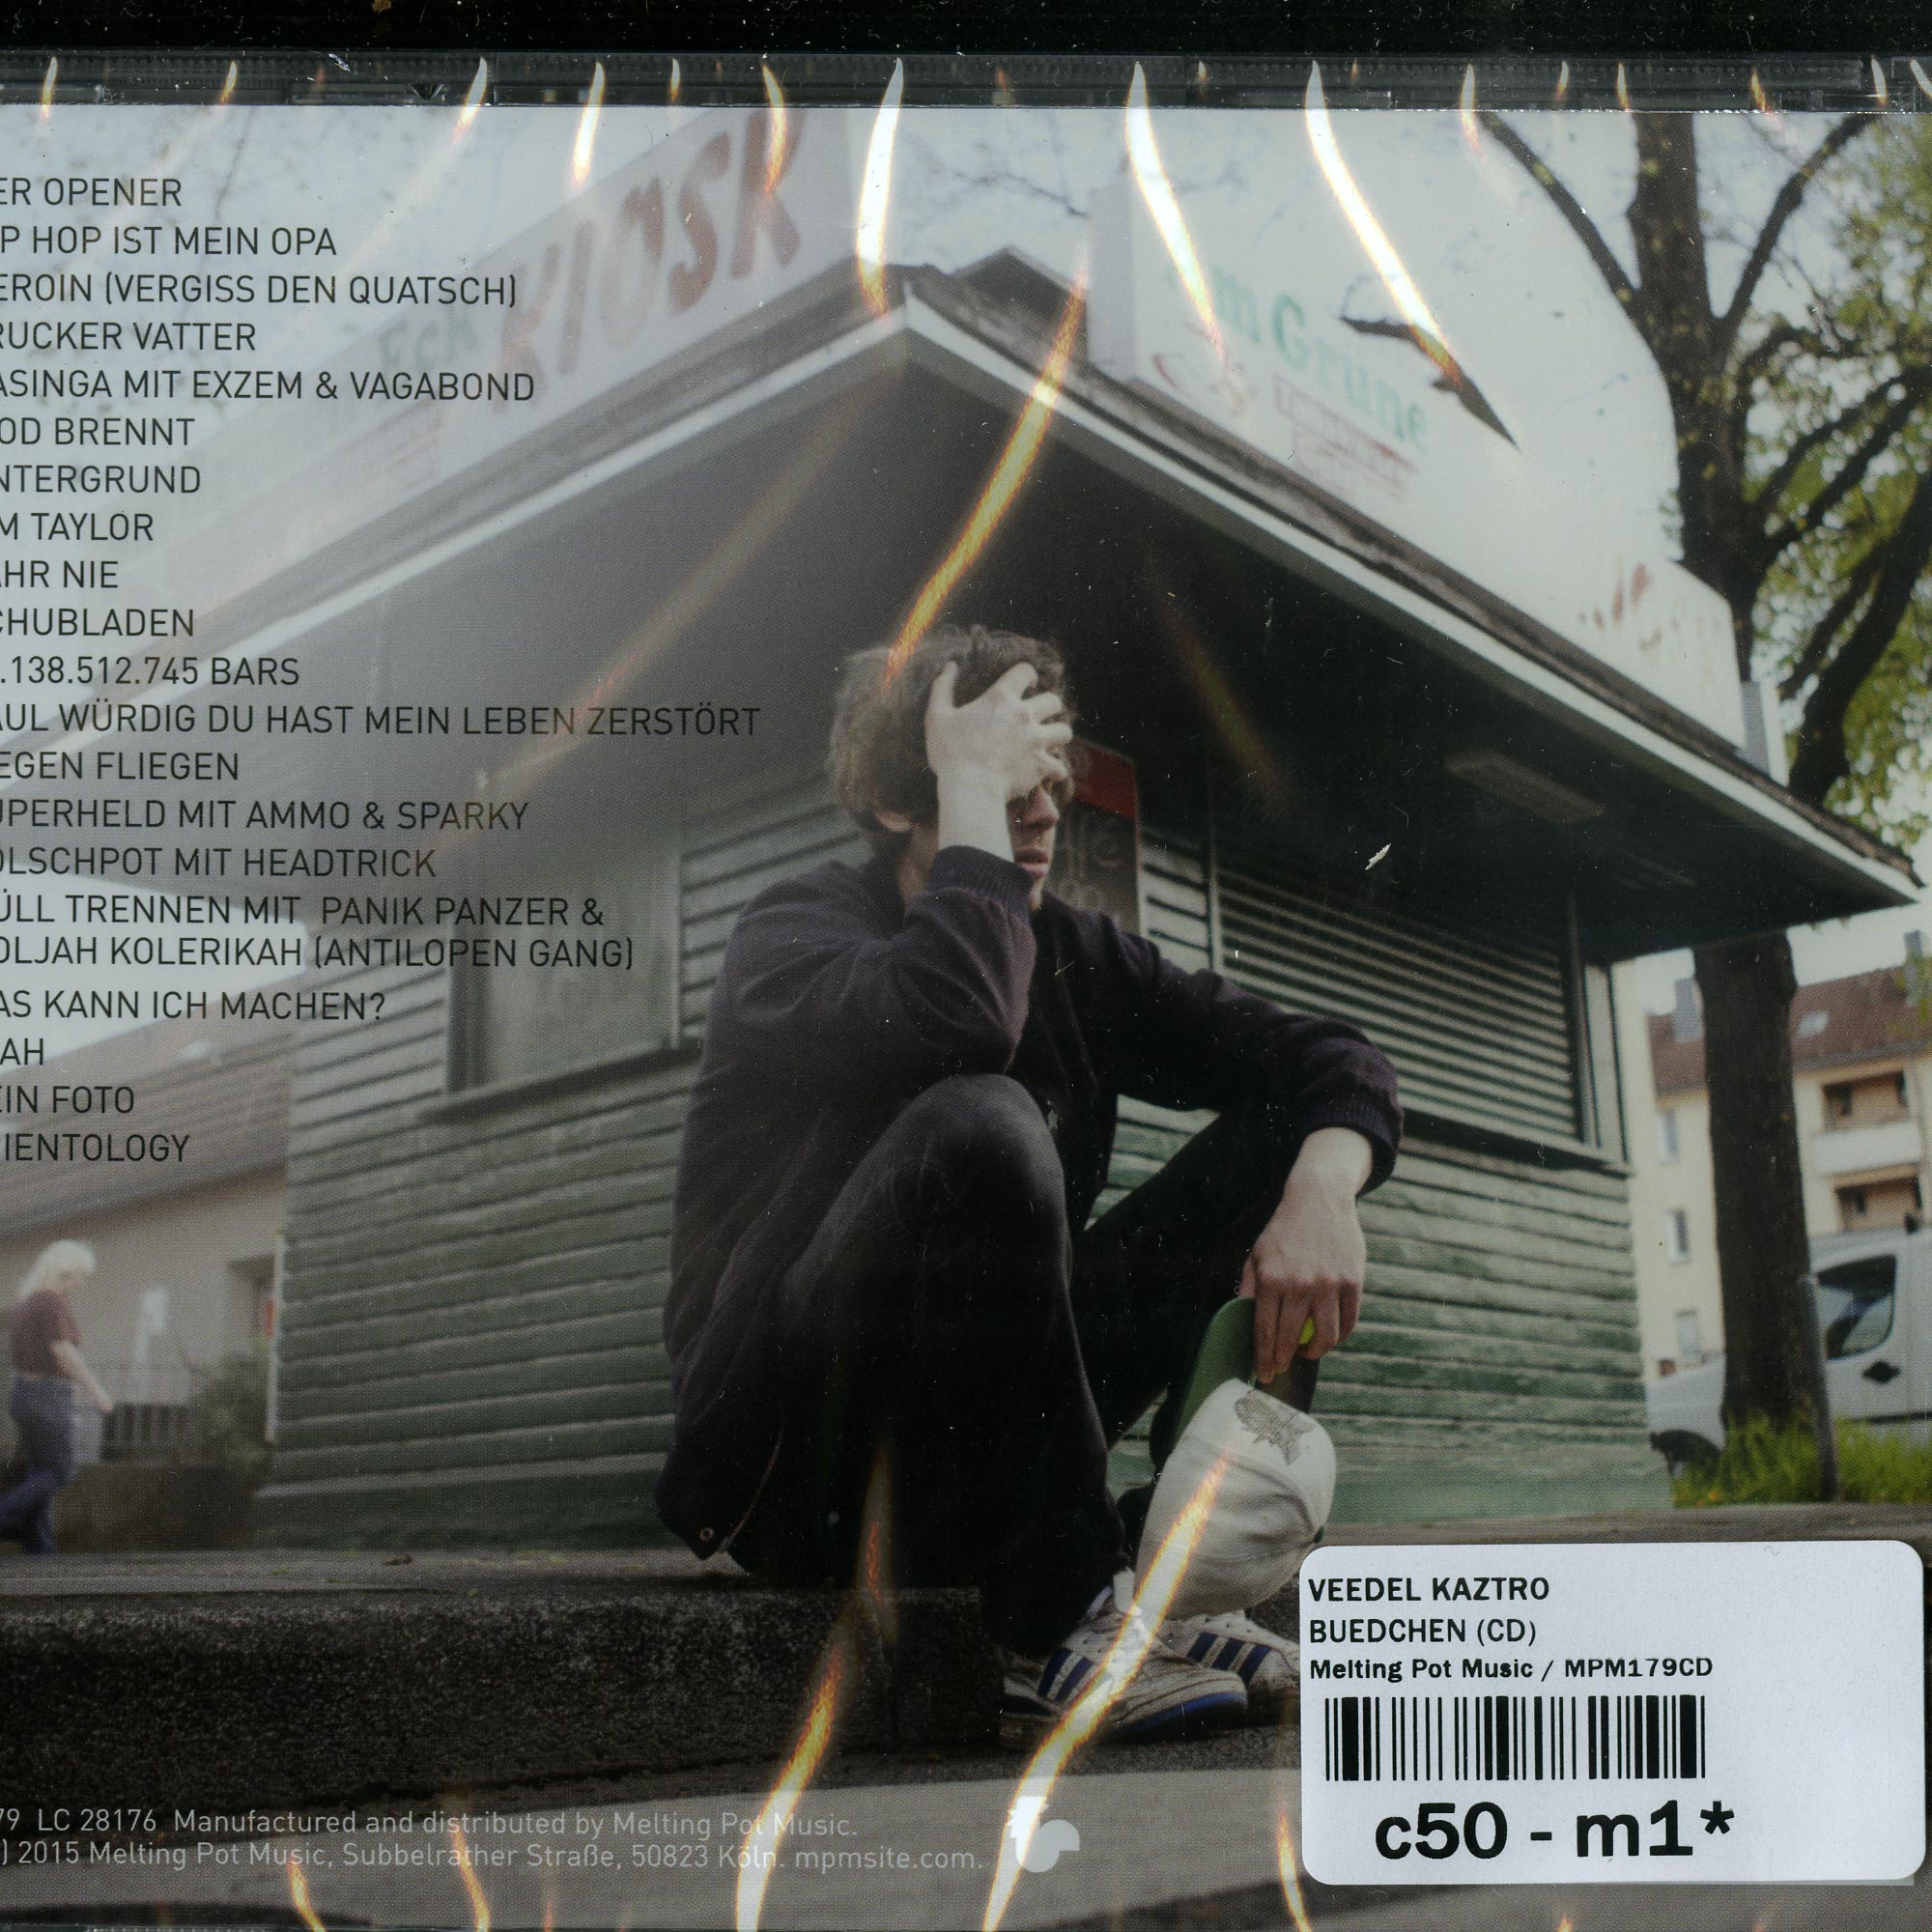 ER OPENER
P HOP IST MEIN OPA
EROIN (VERGISS DEN QUATSCH)
RUCKER VATTER
ASINGA MIT EXZEM & VAGABOND
OD BRENNT
NTERGRUND
M TAYLOR
AHR NIE
CHUBLADEN
.138.512.745 BARS
AUL WÜRDIG DU HAST MEIN LEBEN ZERSTÖRT
EGEN FLIEGEN
UPERHELD MIT AMMO & SPARKY
ÖLSCHPOT MIT HEADTRICK
ÜLL TRENNEN MIT PANIK PANZER &
OLJAH KOLERIKAH (ANTILOPEN GANG)
AS KANN ICH MACHEN?
AH
EIN FOTO
IENTOLOGY
Eck KIOSK
Grüne
VEEDEL KAZTRO
BUEDCHEN (CD)
Melting Pot Music / MPM179CD
c50 - m1*
79 LC 28176 Manufactured and distributed by Melting Pot Music.
) 2015 Melting Pot Music, Subbelrather Straße, 50823 Köln. mpmsite.com.